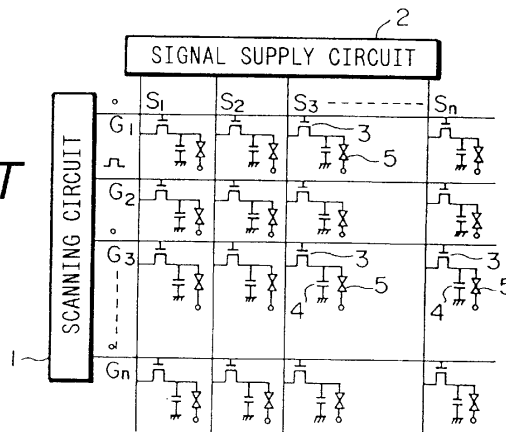 2
SIGNAL SUPPLY CIRCUIT
S1 S2 S3 Sn
SCANNING CIRCUIT
G1
3
5
T
G2
G3
3
3
4
5
4
5
1
Gn